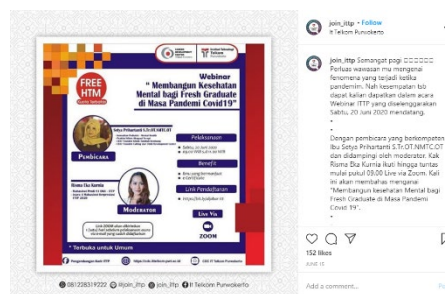 join_ittp • Follow
It Telkom Purwokerto
join_ittp Semangat pagi
Perluas wawasan mu mengenai
fenomena yang terjadi ketika
pandemim. Nah kesempatan bib
dapat kalian dapatkan dalam acara
Webinar ITTP yang diselenggarakan
Sabtu, 20 Juni 2020 mendatang.
Dengan pembicara yang berkompeten
Ibu Setya Prihartanti S.Tr.OT.NMTC.OT
dan didampingi oleh moderator. Kak
Risma Eka Kurnia ikuti hingga tuntas
mulai pukul 09.00 Live via Zoom. Kali
ini akan membahas mengenai
"Membangun Kesehatan Mental bagi
Fresh Graduate di Masa Pandemi
Covid 19".
152 likes
JUNE 15
Add a comment...
FREE
HTM
Webinar
" Membangun Kesehatan
Mental bagi Fresh Graduate
di Masa Pandemi Covid19"
Setya Prihartanti S.Tr.OT.NMTC.OT
PEMBICARA
Pelaksanaan
Benefit
Link Pendaftaran
Risma Eka Kurnia
MODERATOR
Live Via
ZOOM
* Terbuka untuk Umum
081228319222 @join_ittp @join_ittp It Telkom Purwokerto